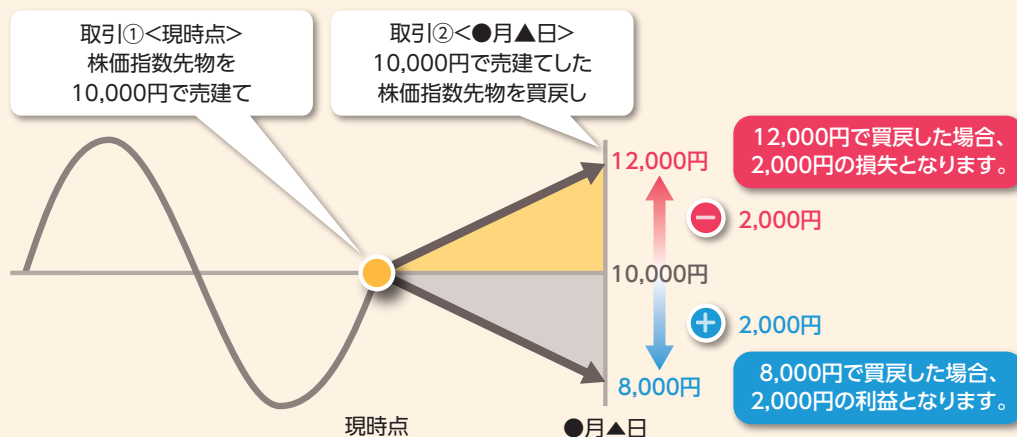 取引①<現時点>
株価指数先物を
10,000円で売建て
取引②<●月▲日>
10,000円で売建てした
株価指数先物を買戻し
12,000円
12,000円で買戻した場合、
2,000円の損失となります。
2,000円
10,000円
2,000円
8,000円
8,000円で買戻した場合、
2,000円の利益となります。
現時点
●月▲日